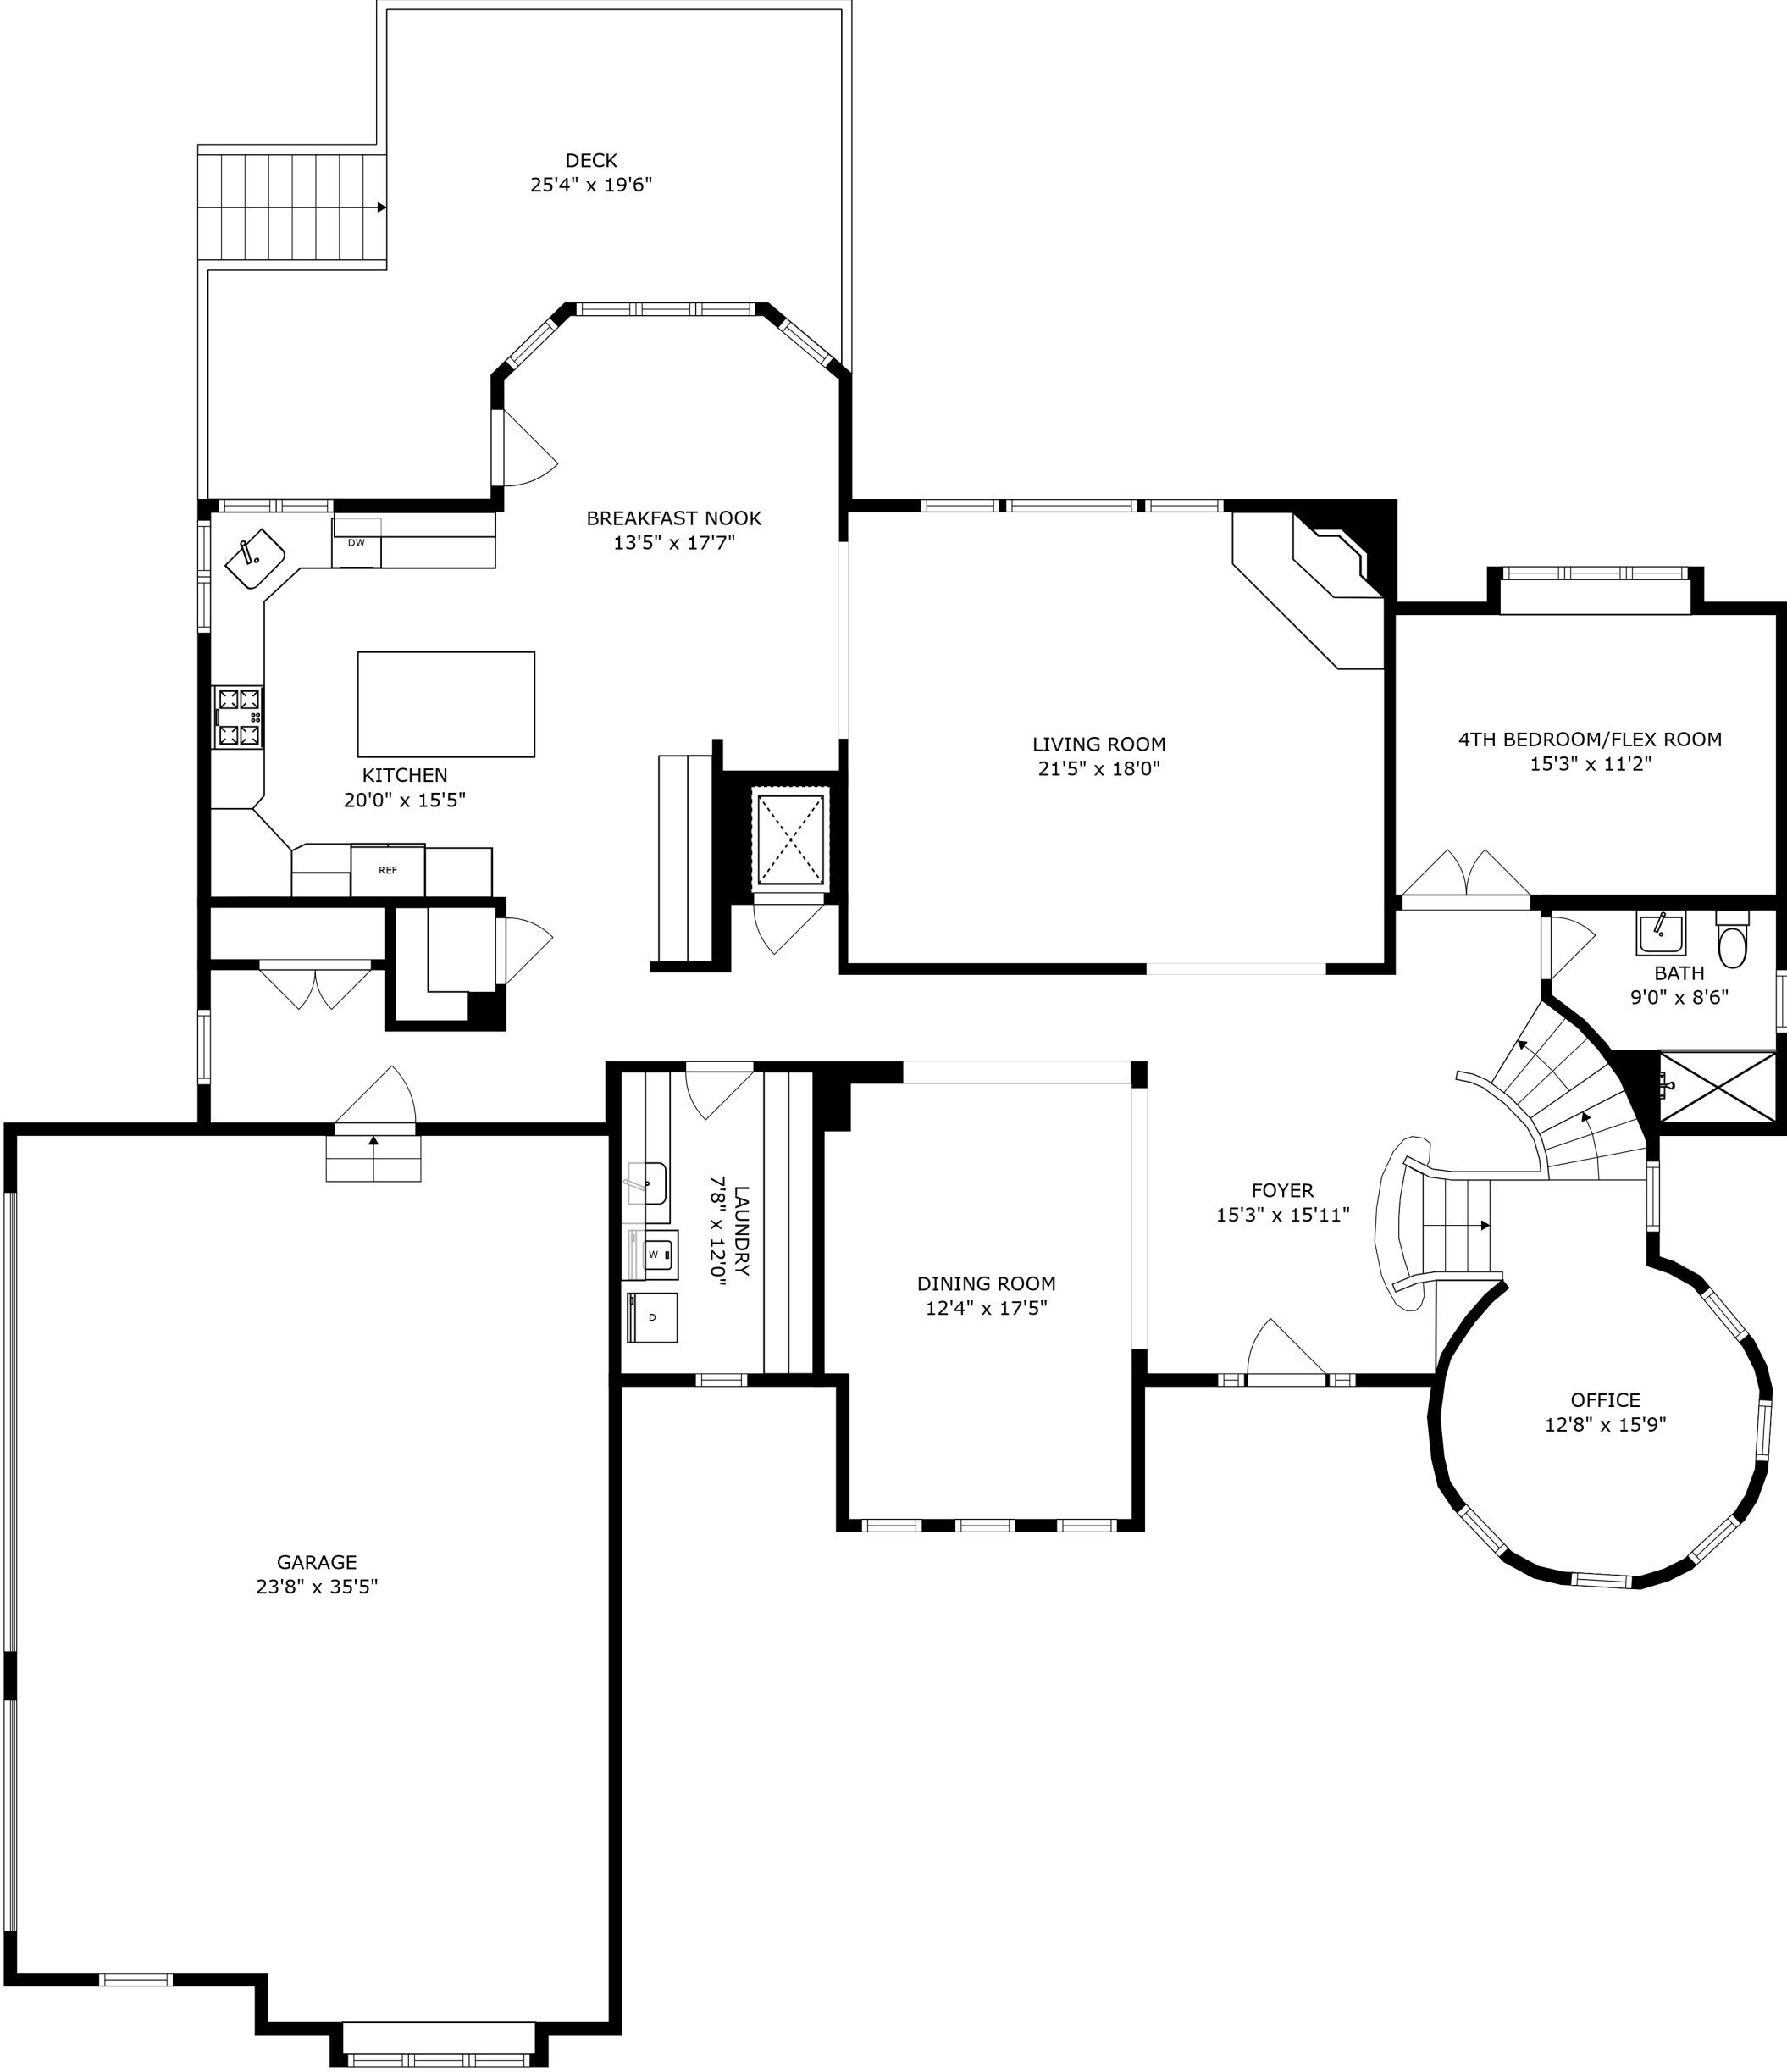 DECK
25'4" x 19'6"
BREAKFAST NOOK
13'5" x 17'7"
DW
LIVING ROOM
21'5" x 18'0"
4TH BEDROOM/FLEX ROOM
15'3" x 11'2"
KITCHEN
20'0" x 15'5"
REF
BATH
9'0" x 8'6"
LAUNDRY
7'8" x 12'0"
W
D
FOYER
15'3" x 15'11"
DINING ROOM
12'4" x 17'5"
OFFICE
12'8" x 15'9"
GARAGE
23'8" x 35'5"